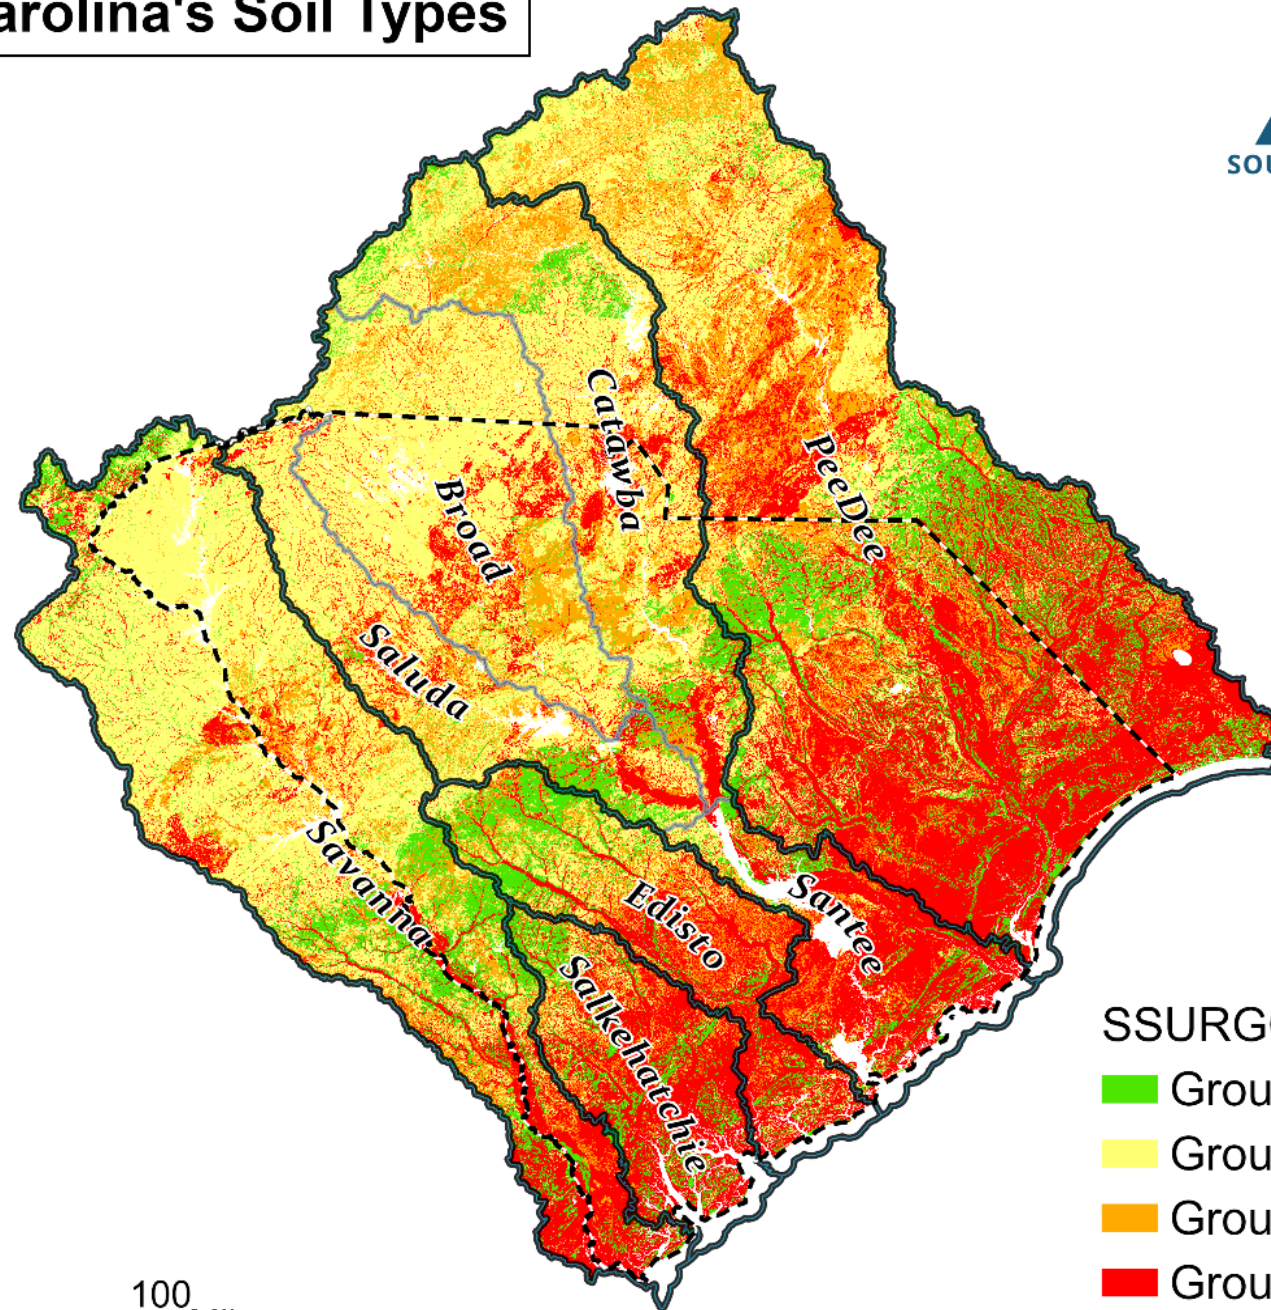 arolina's Soil Types
SOU
Catawba
PeeDee
Broad
Saluda
Savanna
Edisto
Santee
Salkehatchie
SSURG
Grou
Grou
Grou
Grou
100